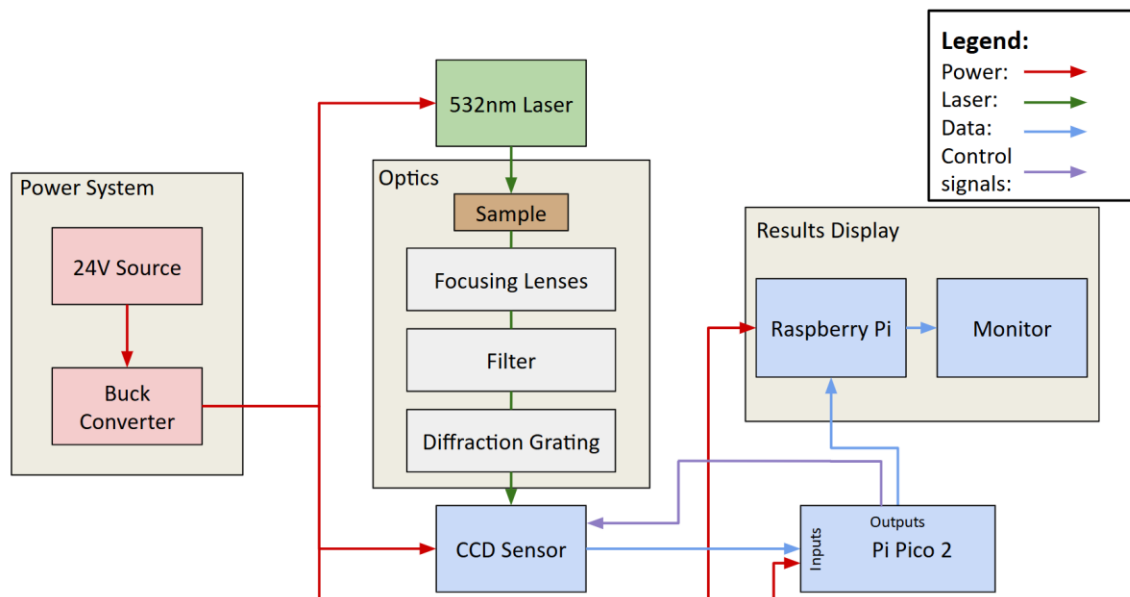 Legend:
Power:
Laser:
Data:
Control
signals:
532nm Laser
Power System
24V Source
Buck
Converter
Optics
Sample
Focusing Lenses
Filter
Diffraction Grating
CCD Sensor
Results Display
Raspberry Pi
Monitor
Outputs
Inputs
Pi Pico 2